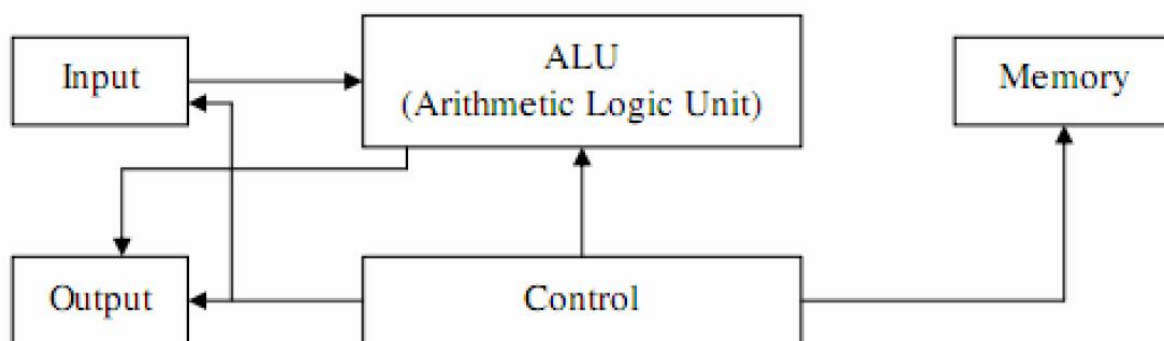 Input
ALU
(Arithmetic Logic Unit)
Memory
Output
Control